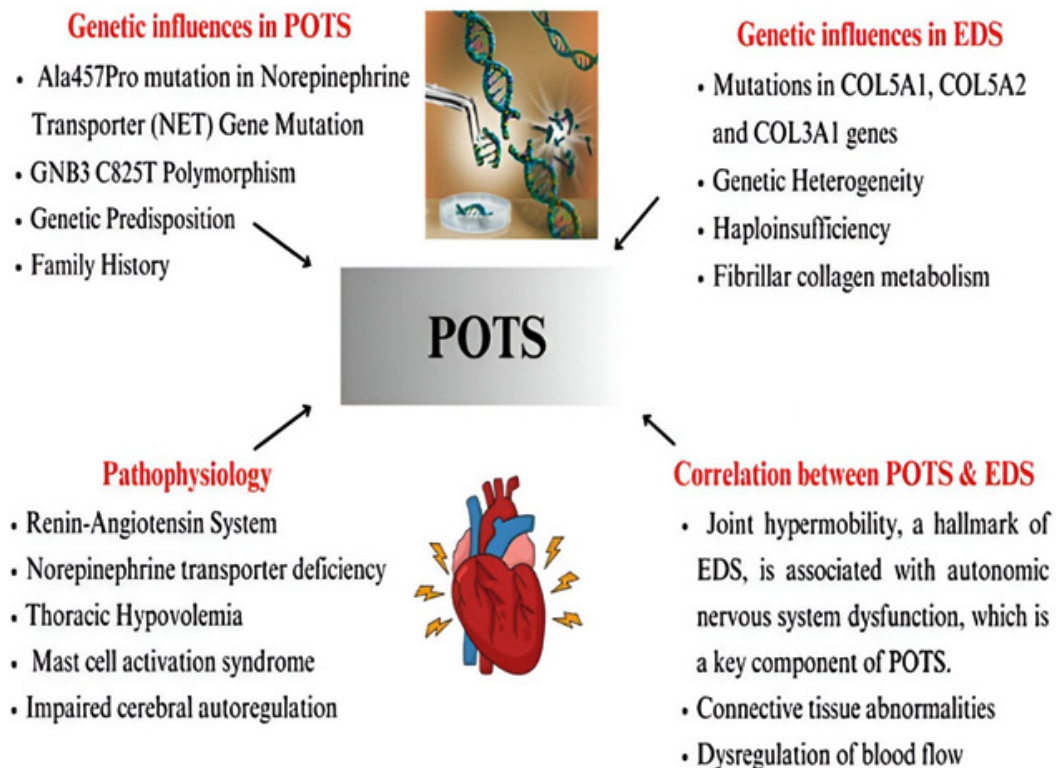 Genetic influences in POTS
• Ala457Pro mutation in Norepinephrine
Transporter (NET) Gene Mutation
• GNB3 C825T Polymorphism
• Genetic Predisposition
• Family History
Genetic influences in EDS
• Mutations in COL5A1, COL5A2
and COL3A1 genes
• Genetic Heterogeneity
• Haploinsufficiency
• Fibrillar collagen metabolism
POTS
Pathophysiology
• Renin-Angiotensin System
• Norepinephrine transporter deficiency
• Thoracic Hypovolemia
• Mast cell activation syndrome
• Impaired cerebral autoregulation
Correlation between POTS & EDS
• Joint hypermobility, a hallmark of
EDS, is associated with autonomic
nervous system dysfunction, which is
a key component of POTS.
• Connective tissue abnormalities
• Dysregulation of blood flow